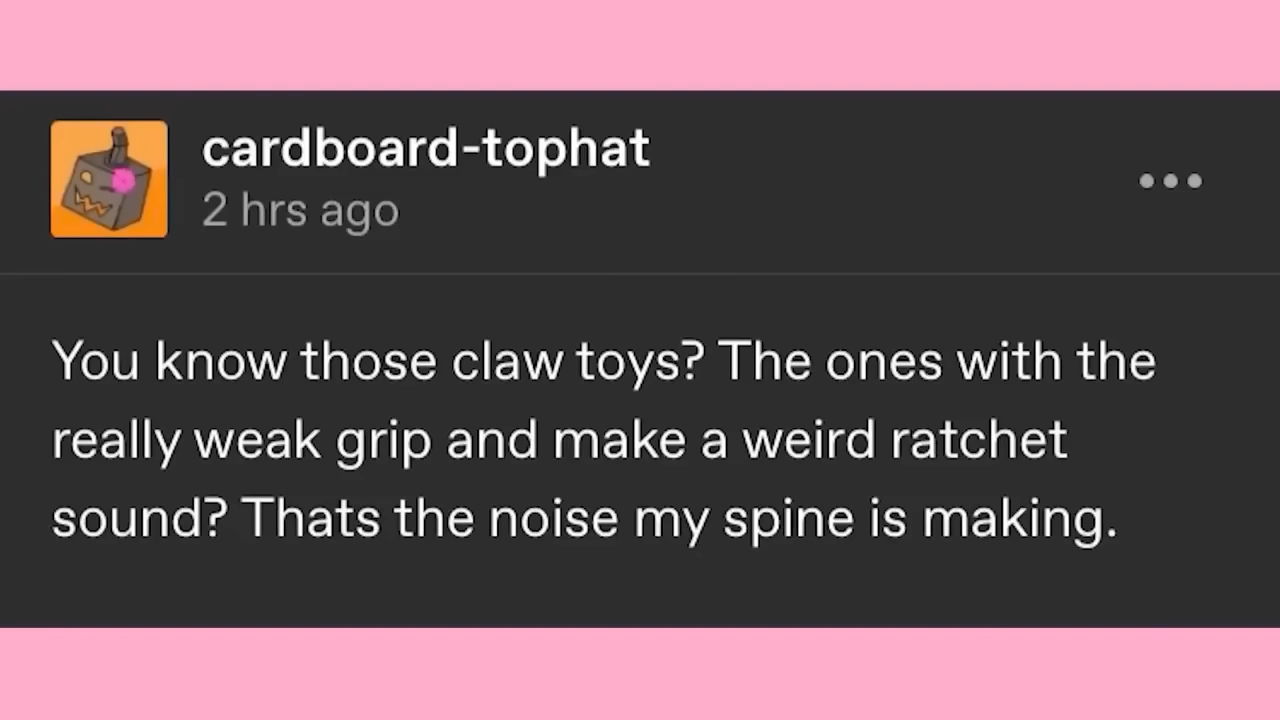 cardboard-tophat
2 hrs ago
You know those claw toys? The ones with the
really weak grip and make a weird ratchet
sound? Thats the noise my spine is making.